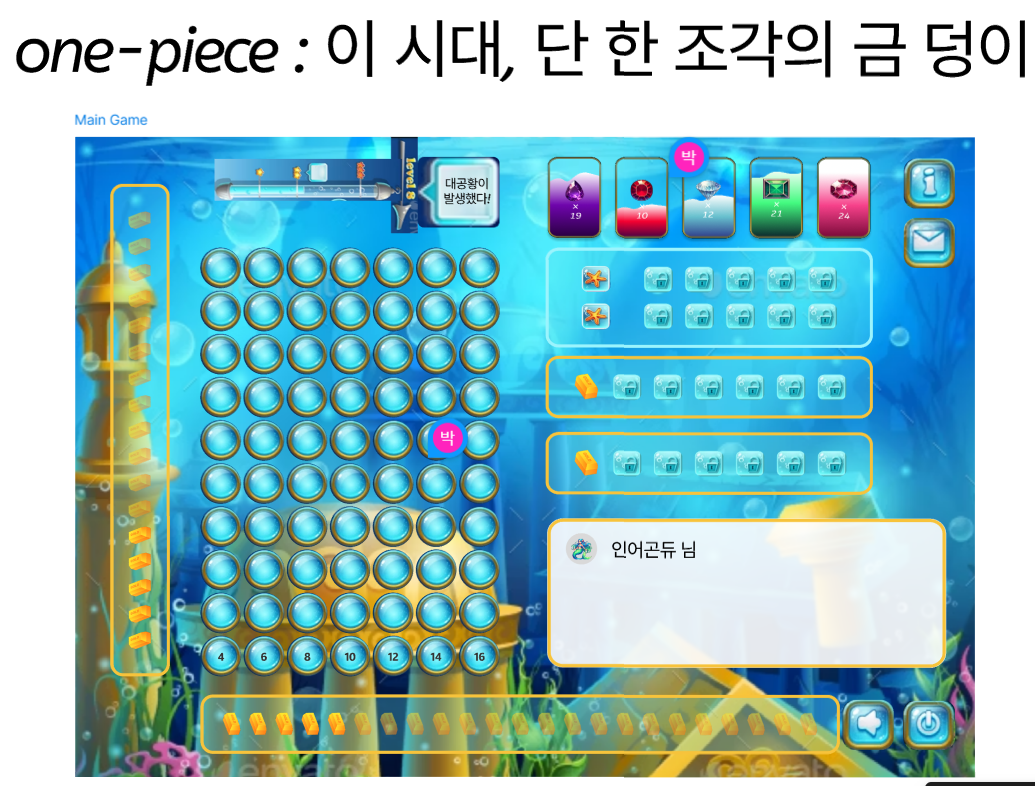 one-piece : 이 시대, 단 한 조각의 금 덩이
Main Game
level 8
대공황이
발생했다!
박
×
19
×
10
×
12
×
21
×
24
박
4 6 8 10 12 14 16
인어곤듀 님
envato